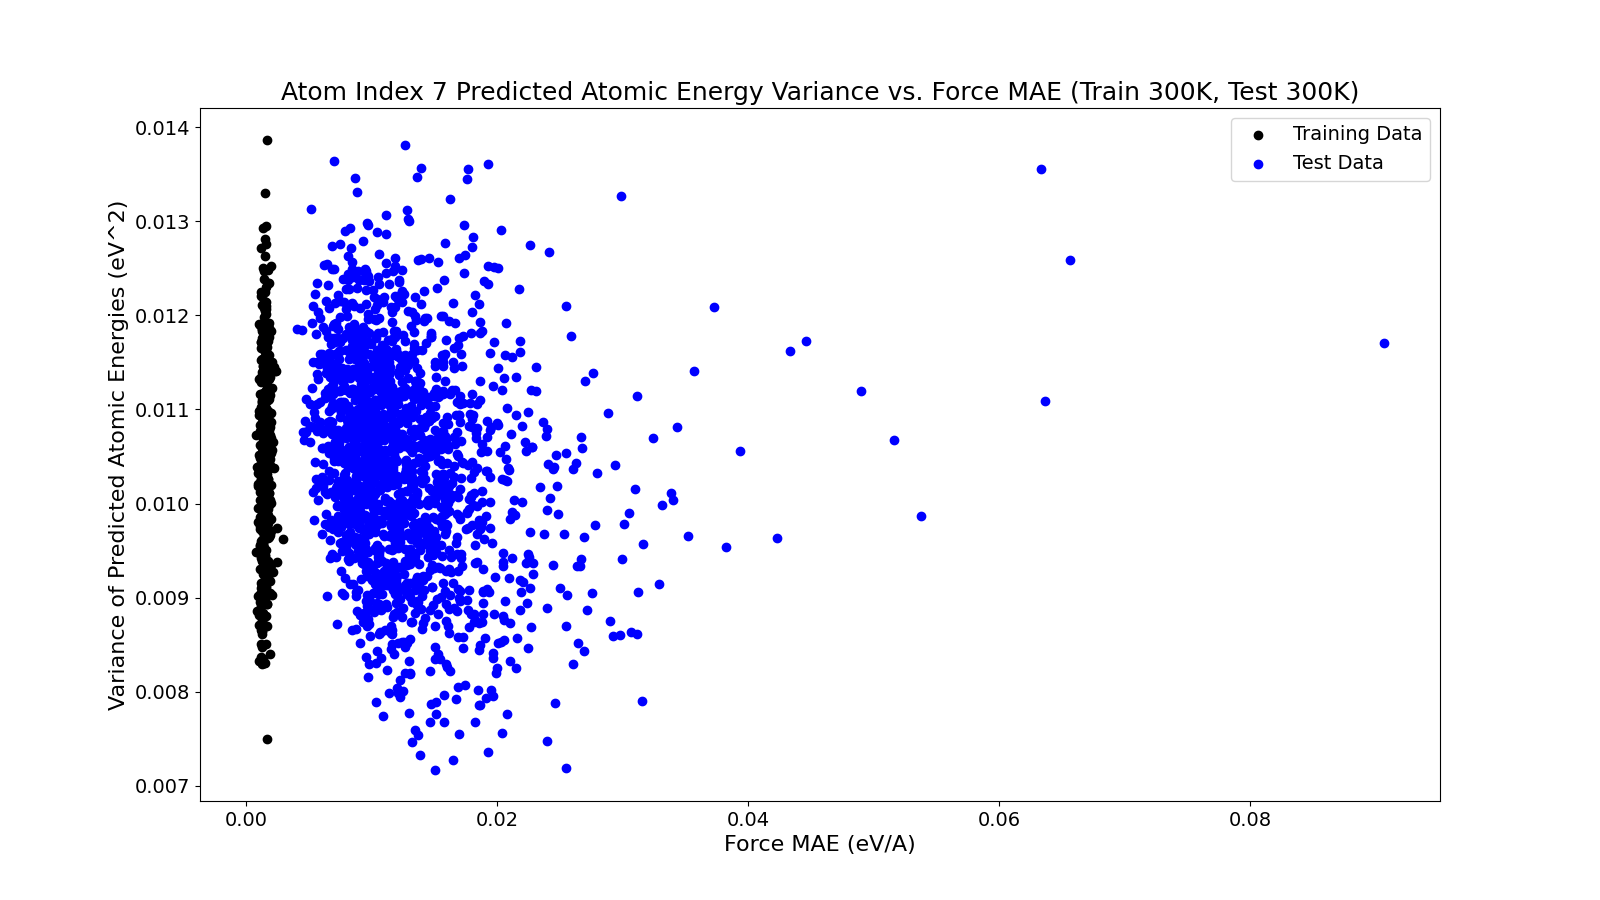 Atom Index 7 Predicted Atomic Energy Variance vs. Force MAE (Train 300K, Test 300K)
Training Data
Test Data
Variance of Predicted Atomic Energies (eV^2)
0.014
0.013
0.012
0.011
0.010
0.009
0.008
0.007
0.00
0.02
0.04
0.06
0.08
Force MAE (eV/A)